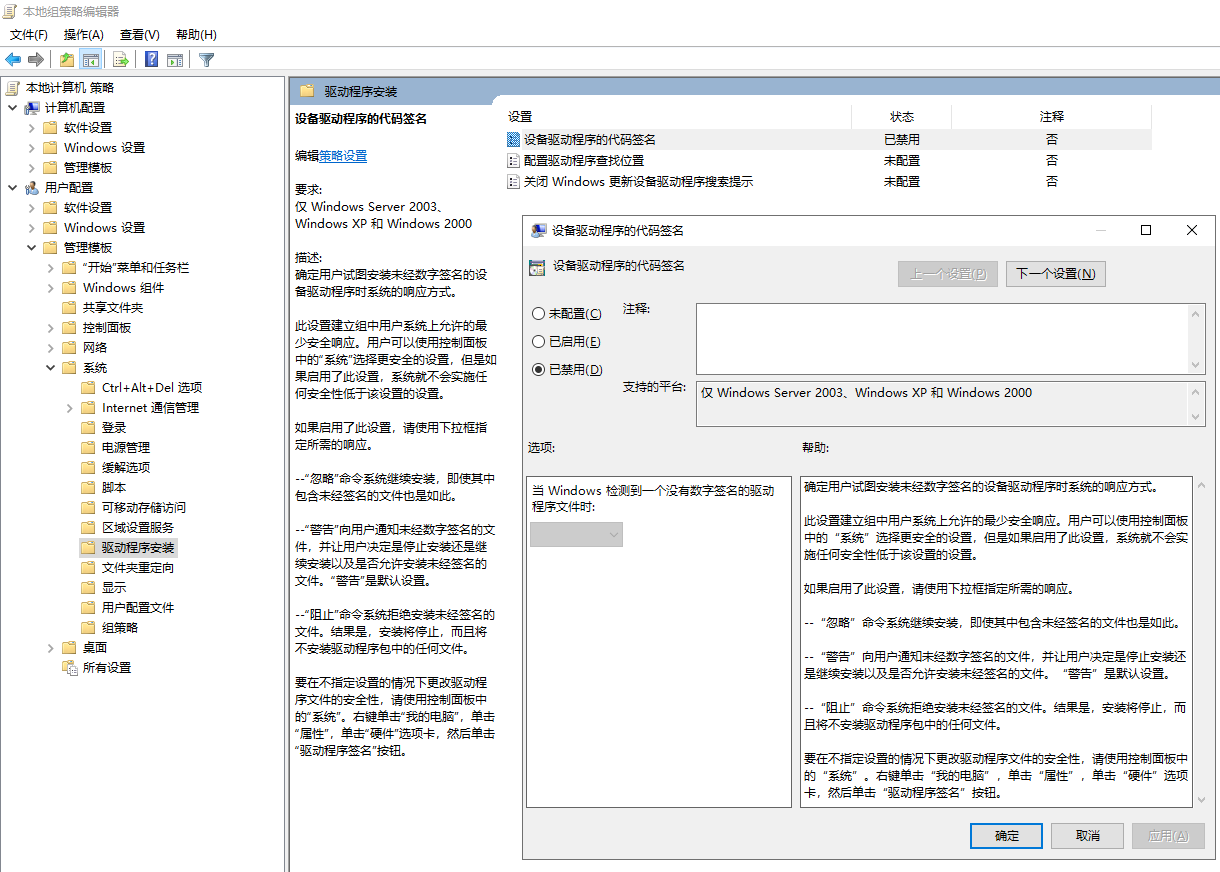 本地组策略编辑器
文件(F) 操作(A) 查看(V) 帮助(H)
本地计算机 策略
计算机配置
软件设置
Windows 设置
管理模板
用户配置
软件设置
Windows 设置
管理模板
"开始"菜单和任务栏
Windows 组件
共享文件夹
控制面板
网络
系统
Ctrl+Alt+Del 选项
Internet 通信管理
登录
电源管理
缓解选项
脚本
可移动存储访问
区域设置服务
驱动程序安装
文件夹重定向
显示
用户配置文件
组策略
桌面
所有设置
驱动程序安装
设备驱动程序的代码签名
编辑策略设置
要求:
仅 Windows Server 2003、
Windows XP 和 Windows 2000
描述:
确定用户试图安装未经数字签名的设
备驱动程序时系统的响应方式。
此设置建立组中用户系统上允许的最
少安全响应。用户可以使用控制面板
中的"系统"选择更安全的设置，但是如
果启用了此设置，系统就不会实施任
何安全性低于该设置的设置。
如果启用了此设置，请使用下拉框指
定所需的响应。
--"忽略"命令系统继续安装，即使其中
包含未经签名的文件也是如此。
--"警告"向用户通知未经数字签名的文
件，并让用户决定是停止安装还是继
续安装以及是否允许安装未经签名的
文件。"警告"是默认设置。
--"阻止"命令系统拒绝安装未经签名的
文件。结果是，安装将停止，而且将
不安装驱动程序包中的任何文件。
要在不指定设置的情况下更改驱动程
序文件的安全性，请使用控制面板中
的"系统"。右键单击"我的电脑"，单击
"属性"，单击"硬件"选项卡，然后单击
"驱动程序签名"按钮。
设置 状态 注释
设备驱动程序的代码签名 已禁用 否
配置驱动程序查找位置 未配置 否
关闭 Windows 更新设备驱动程序搜索提示 未配置 否
设备驱动程序的代码签名
设备驱动程序的代码签名
上一个设置(P) 下一个设置(N)
未配置(C) 注释:
已启用(E)
已禁用(D)
支持的平台: 仅 Windows Server 2003、Windows XP 和 Windows 2000
选项: 帮助:
当 Windows 检测到一个没有数字签名的驱动
程序文件时:
确定用户试图安装未经数字签名的设备驱动程序时系统的响应方式。
此设置建立组中用户系统上允许的最少安全响应。用户可以使用控制面板
中的"系统"选择更安全的设置，但是如果启用了此设置，系统就不会实
施任何安全性低于该设置的设置。
如果启用了此设置，请使用下拉框指定所需的响应。
-- "忽略"命令系统继续安装，即使其中包含未经签名的文件也是如此。
-- "警告"向用户通知未经数字签名的文件，并让用户决定是停止安装还
是继续安装以及是否允许安装未经签名的文件。"警告"是默认设置。
-- "阻止"命令系统拒绝安装未经签名的文件。结果是，安装将停止，而
且将不安装驱动程序包中的任何文件。
要在不指定设置的情况下更改驱动程序文件的安全性，请使用控制面板中
的"系统"。右键单击"我的电脑"，单击"属性"，单击"硬件"选项
卡，然后单击"驱动程序签名"按钮。
确定 取消 应用(A)